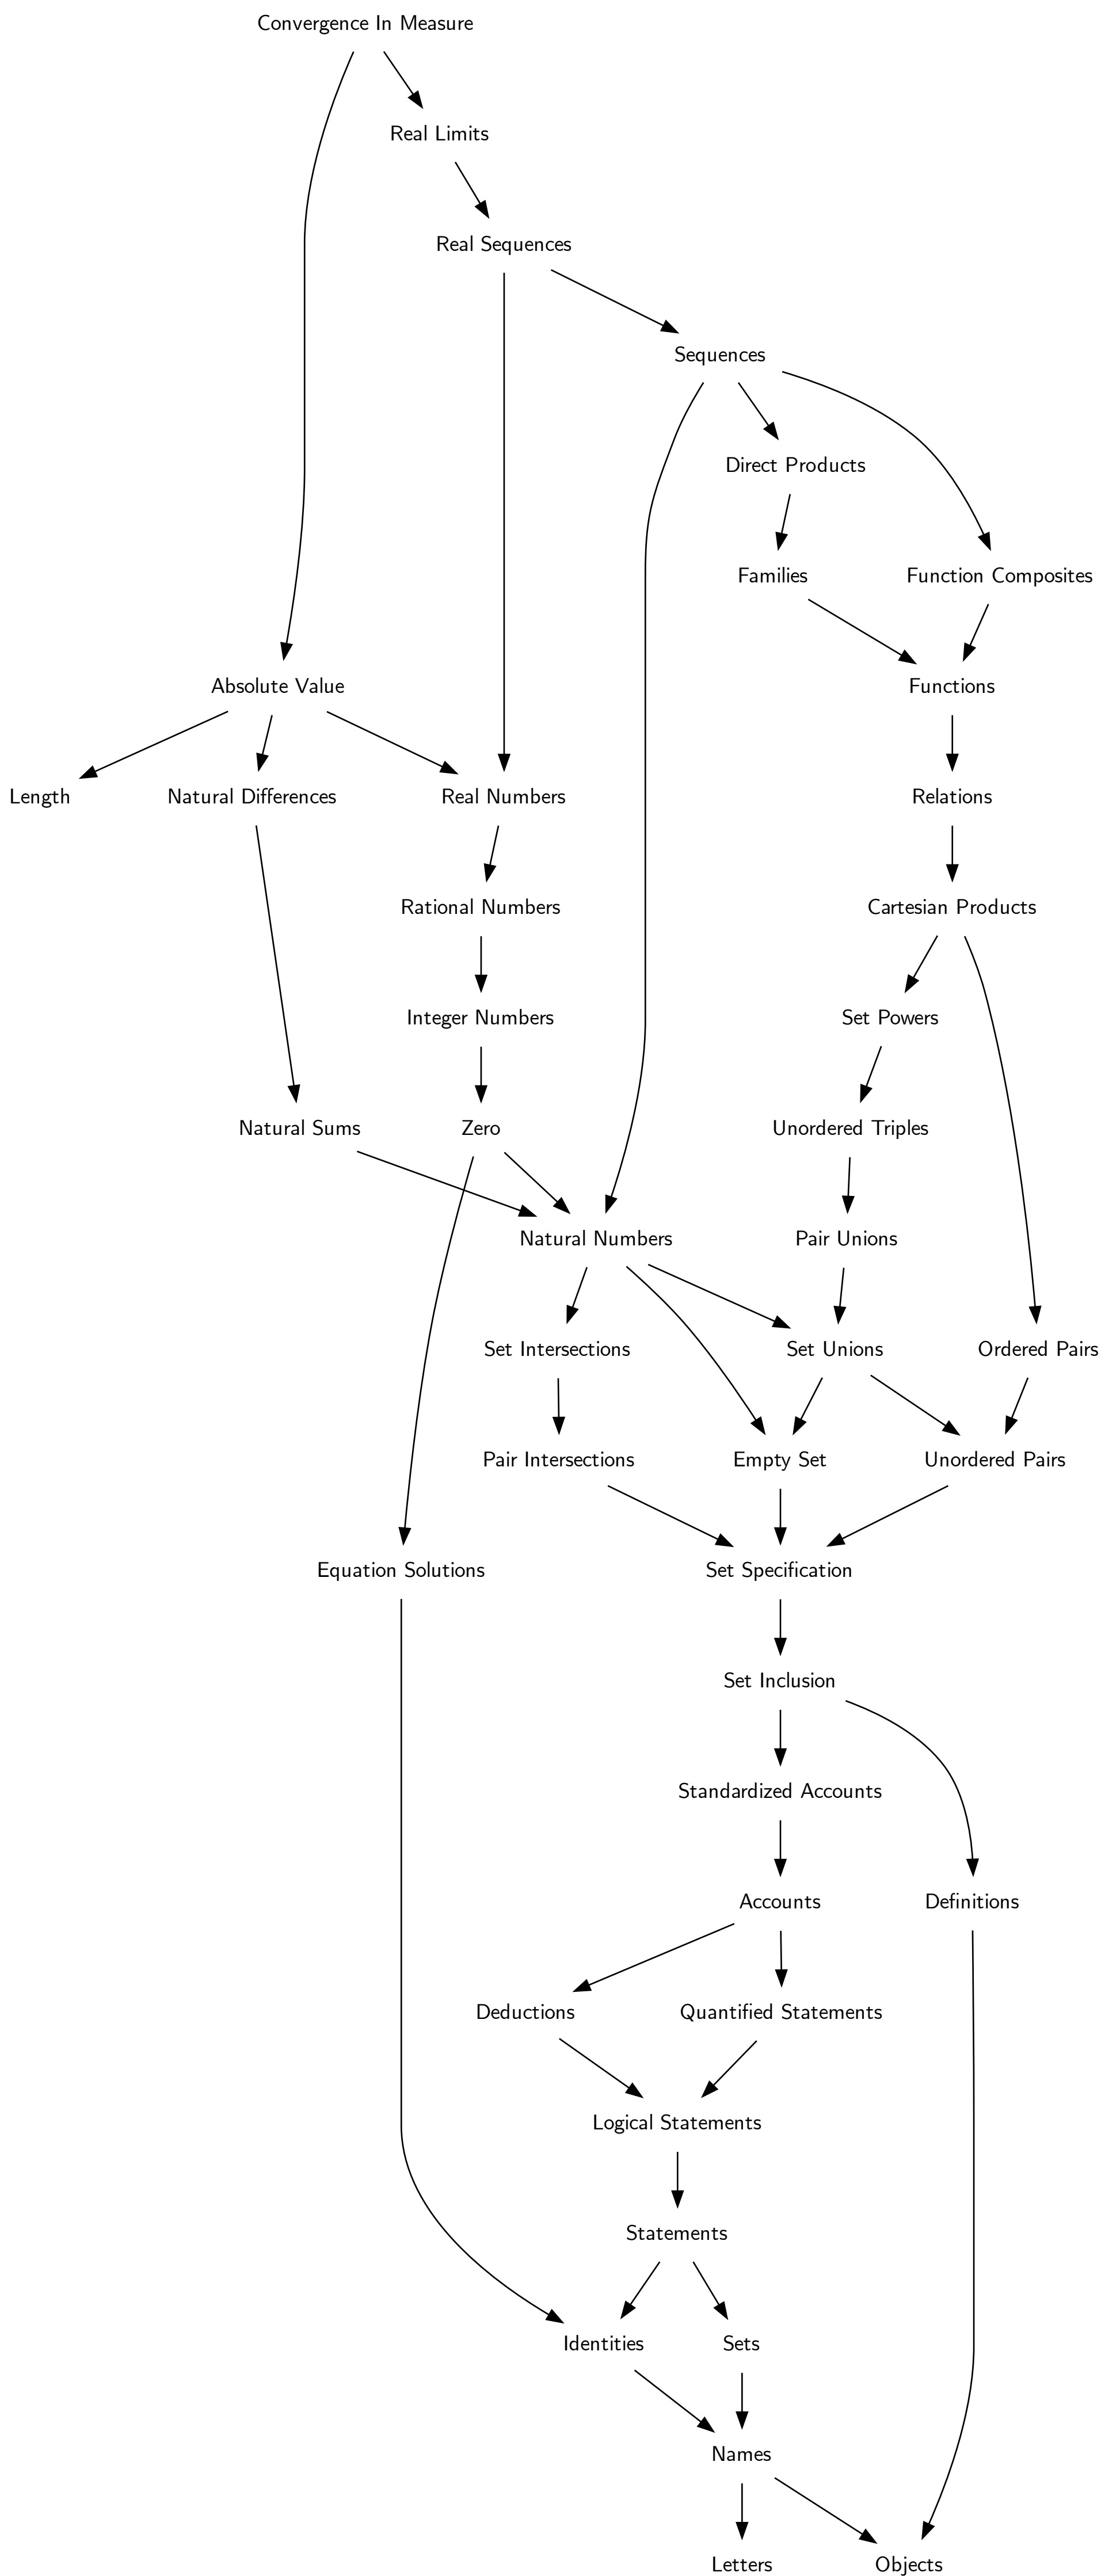 Convergence In Measure
Real Limits
Real Sequences
Sequences
Direct Products
Families
Function Composites
Absolute Value
Functions
Length
Natural Differences
Real Numbers
Relations
Rational Numbers
Cartesian Products
Integer Numbers
Set Powers
Natural Sums
Zero
Unordered Triples
Natural Numbers
Pair Unions
Set Intersections
Set Unions
Ordered Pairs
Pair Intersections
Empty Set
Unordered Pairs
Equation Solutions
Set Specification
Set Inclusion
Standardized Accounts
Accounts
Definitions
Deductions
Quantified Statements
Logical Statements
Statements
Identities
Sets
Names
Letters
Objects